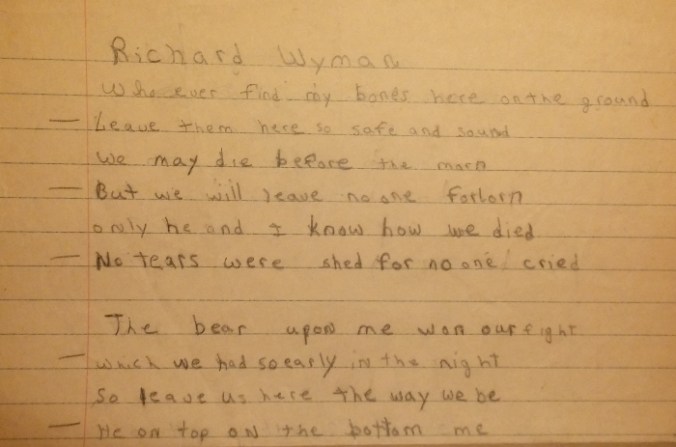 Richard Wyman
Who ever find my bones here on the ground
— Leave them here so safe and sound
We may die before the morn
— But we will leave no one forlorn
only he and I know how we died
— No tears were shed for no one cried
The bear upon me won our fight
— which we had so early in the night
So leave us here the way we be
— He on top on the bottom me